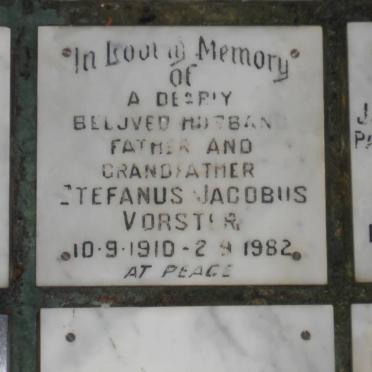 In Loving Memory
of
A DEEPLY
BELOVED HUSBAND
FATHER AND
GRANDFATHER
STEFANUS JACOBUS
VORSTER
10·9·1910-2·9·1982
AT PEACE